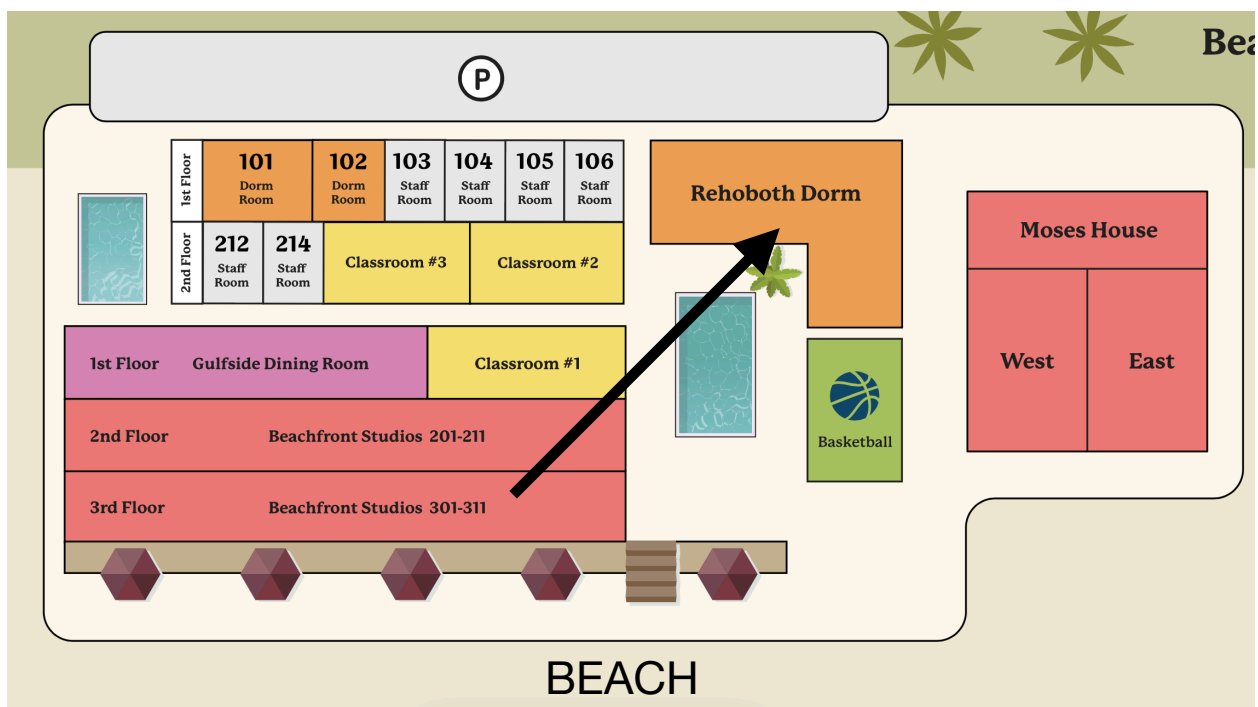 Bea
P
1st Floor
101
Dorm
Room
102
Dorm
Room
103
Staff
Room
104
Staff
Room
105
Staff
Room
106
Staff
Room
2nd Floor
212
Staff
Room
214
Staff
Room
Classroom #3
Classroom #2
Rehoboth Dorm
Moses House
West
East
1st Floor Gulfside Dining Room
Classroom #1
2nd Floor Beachfront Studios 201-211
3rd Floor Beachfront Studios 301-311
Basketball
BEACH